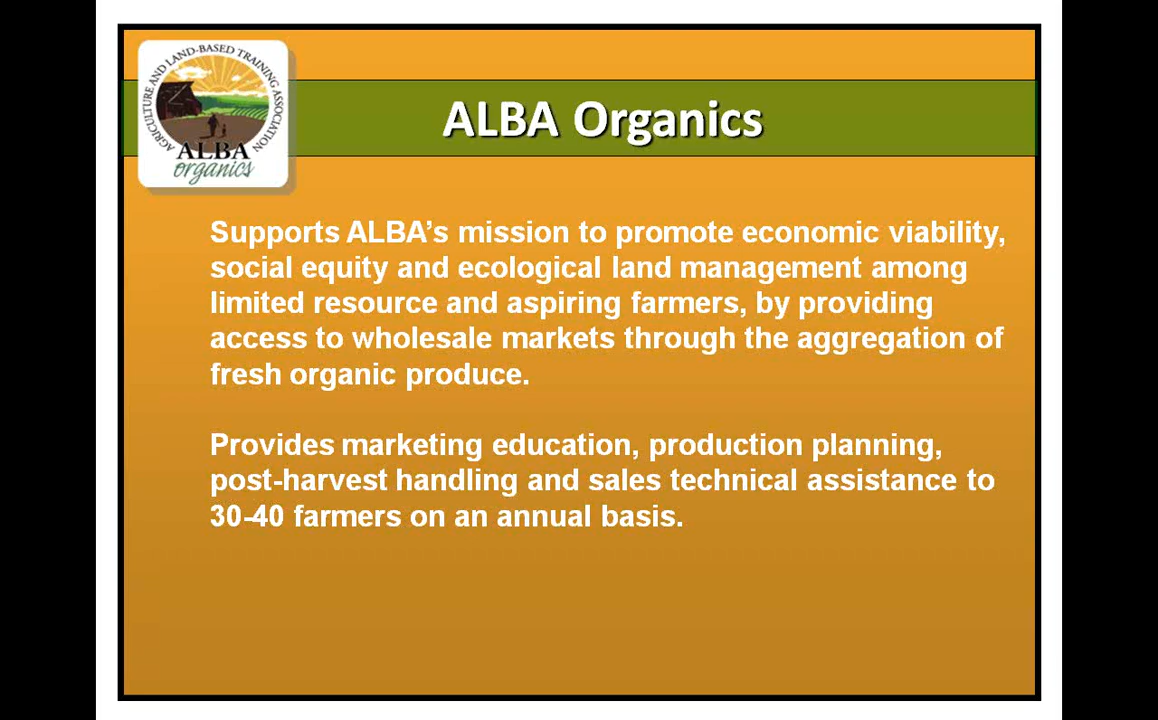 AGRICULTURE AND LAND-BASED TRAINING ASSOCIATION
ALBA
organics
ALBA Organics
Supports ALBA’s mission to promote economic viability,
social equity and ecological land management among
limited resource and aspiring farmers, by providing
access to wholesale markets through the aggregation of
fresh organic produce.
Provides marketing education, production planning,
post-harvest handling and sales technical assistance to
30-40 farmers on an annual basis.